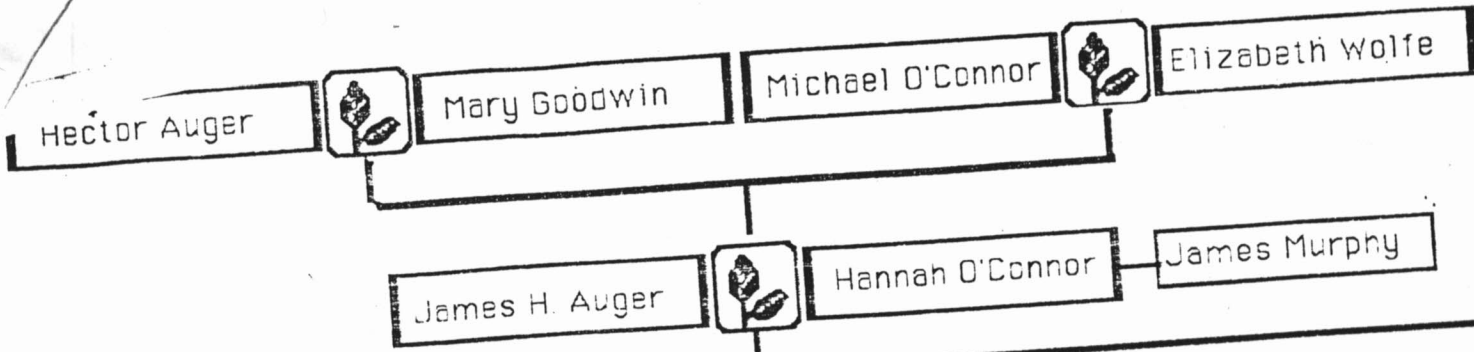 Hector Auger
Mary Goodwin
Michael O'Connor
Elizabeth Wolfe
James H. Auger
Hannah O'Connor
James Murphy